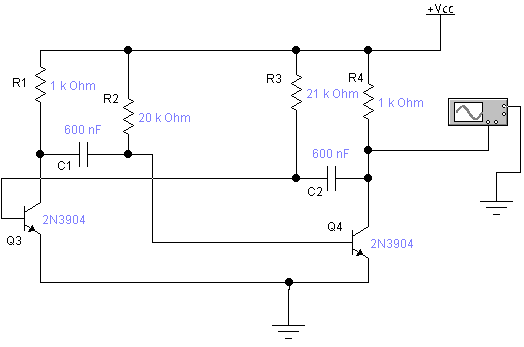 +Vcc
R1
1 k Ohm
R2
20 k Ohm
R3
21 k Ohm
R4
1 k Ohm
600 nF
C1
600 nF
C2
2N3904
Q3
Q4
2N3904